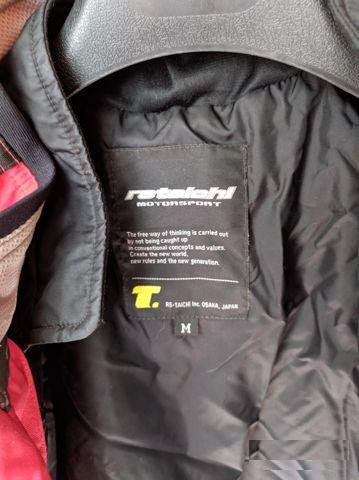 rstaichi
MOTORSPORT
The free way of thinking is carried out
by not being caught up
in conventional concepts and values.
Create the new world,
new rules and the new generation.
T.
RS-TAICHI Inc. OSAKA, JAPAN
M